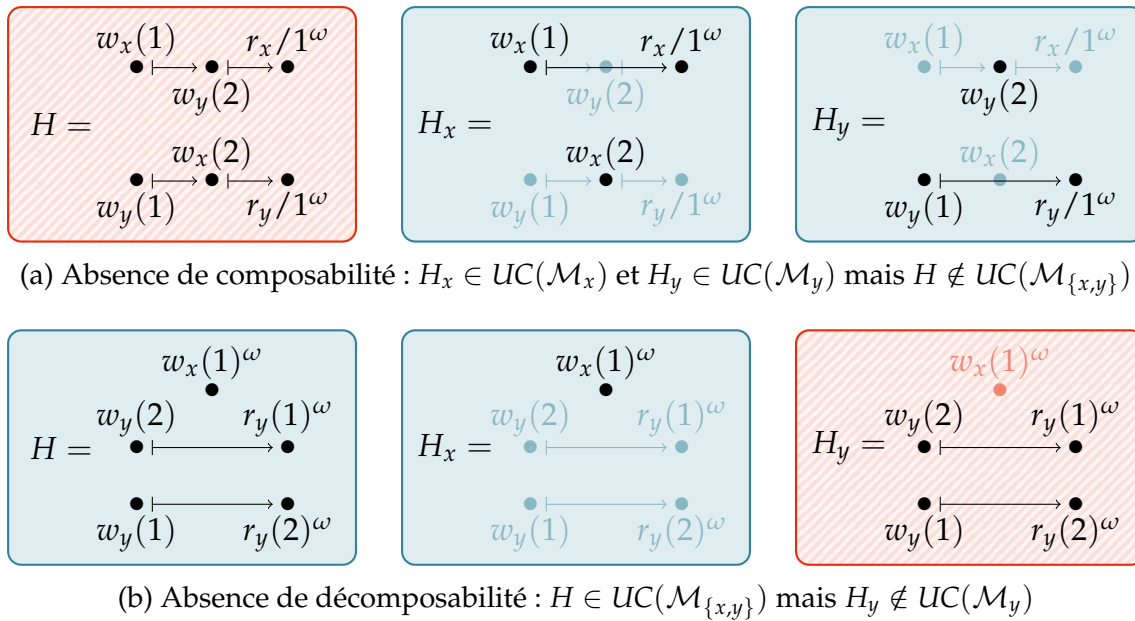 w_x(1) r_x/1^ω w_x(1) r_x/1^ω w_x(1) r_x/1^ω
w_y(2) w_y(2) w_y(2)
H = H_x = H_y =
w_x(2) w_x(2) w_x(2)
w_y(1) r_y/1^ω w_y(1) r_y/1^ω w_y(1) r_y/1^ω
(a) Absence de composabilité : H_x ∈ UC(ℳ_x) et H_y ∈ UC(ℳ_y) mais H ∉ UC(ℳ_{x,y})
w_x(1)^ω w_x(1)^ω w_x(1)^ω
w_y(2) r_y(1)^ω w_y(2) r_y(1)^ω w_y(2) r_y(1)^ω
H = H_x = H_y =
w_y(1) r_y(2)^ω w_y(1) r_y(2)^ω w_y(1) r_y(2)^ω
(b) Absence de décomposabilité : H ∈ UC(ℳ_{x,y}) mais H_y ∉ UC(ℳ_y)